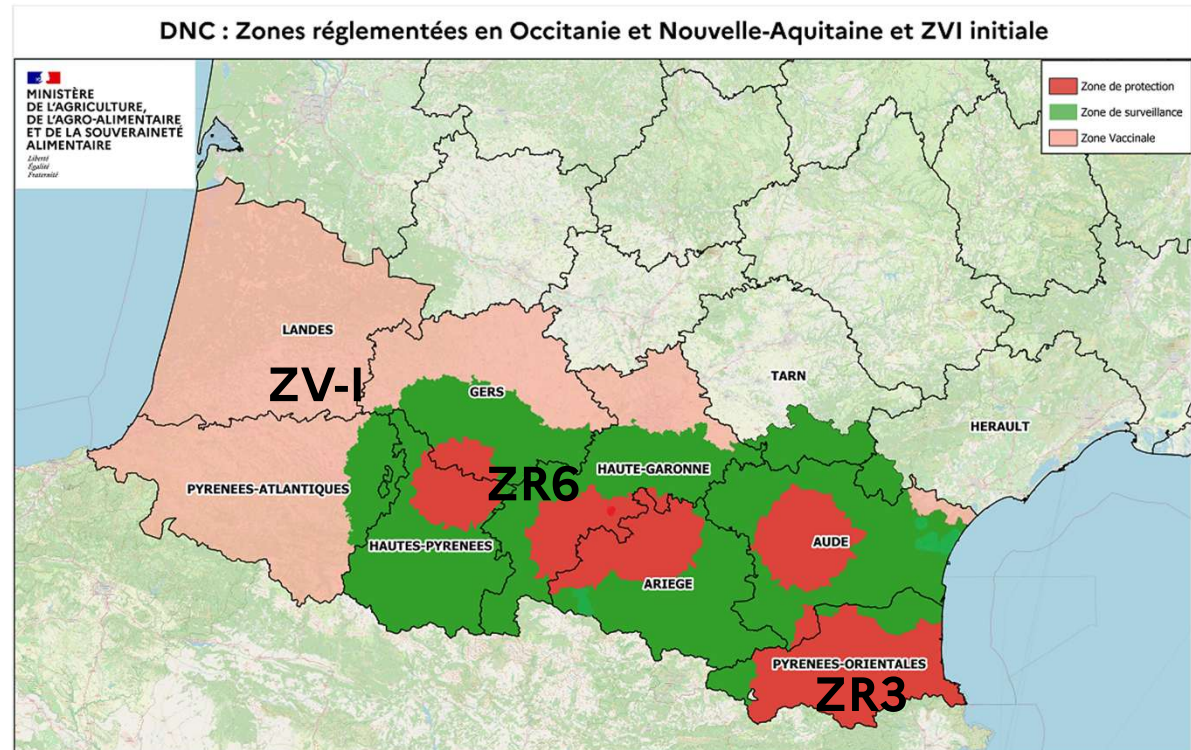 DNC : Zones réglementées en Occitanie et Nouvelle-Aquitaine et ZVI initiale
MINISTÈRE
DE L'AGRICULTURE,
DE L'AGRO-ALIMENTAIRE
ET DE LA SOUVERAINETÉ
ALIMENTAIRE
Liberté
Égalité
Fraternité
Zone de protection
Zone de surveillance
Zone Vaccinale
LANDES
ZV-I
GERS
TARN
HERAULT
PYRENEES-ATLANTIQUES
ZR6
HAUTE-GARONNE
HAUTES-PYRENEES
AUDE
ARIEGE
PYRENEES-ORIENTALES
ZR3